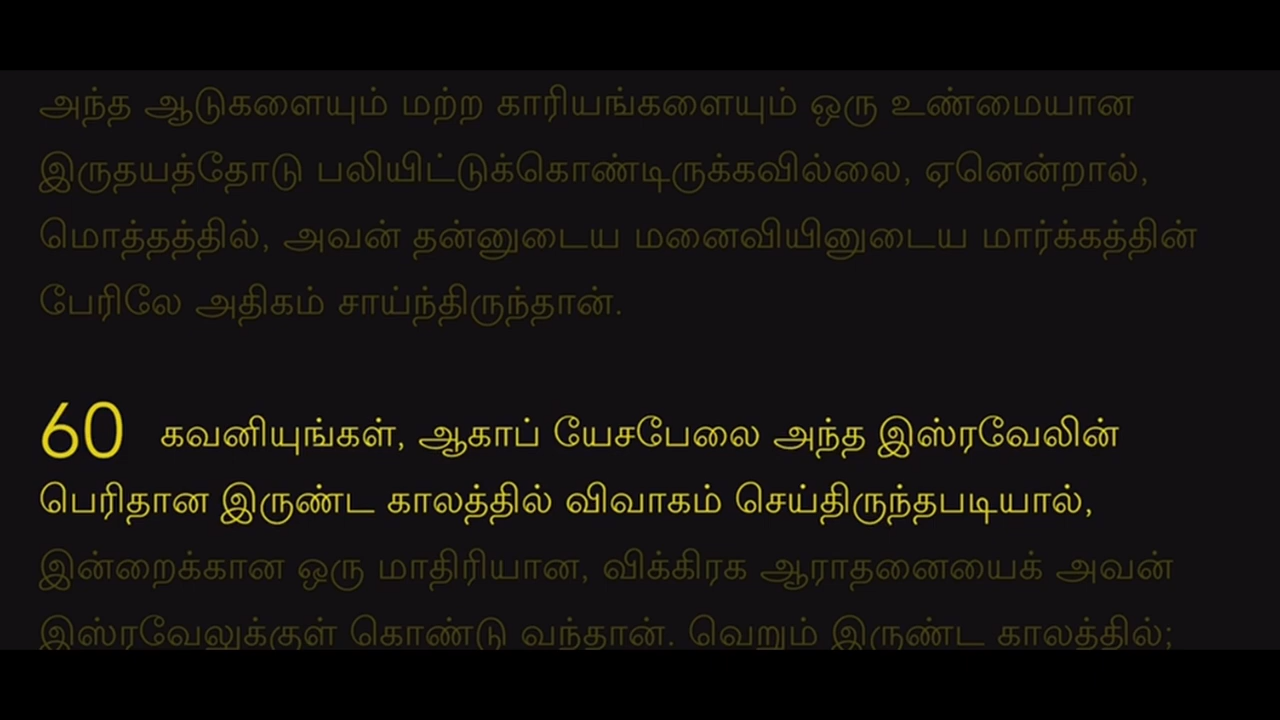 அந்த ஆடுகளையும் மற்ற காரியங்களையும் ஒரு உண்மையான
இருதயத்தோடு பலியிட்டுக்கொண்டிருக்கவில்லை, ஏனென்றால்,
மொத்தத்தில், அவன் தன்னுடைய மனைவியினுடைய மார்க்கத்தின்
பேரிலே அதிகம் சாய்ந்திருந்தான்.
60 கவனியுங்கள், ஆகாப் யேசபேலை அந்த இஸ்ரவேலின்
பெரிதான இருண்ட காலத்தில் விவாகம் செய்திருந்தபடியால்,
இன்றைக்கான ஒரு மாதிரியான, விக்கிரக ஆராதனையைக் அவன்
இஸ்ரவேலுக்குள் கொண்டு வந்தான். வெறும் இருண்ட காலத்தில்;